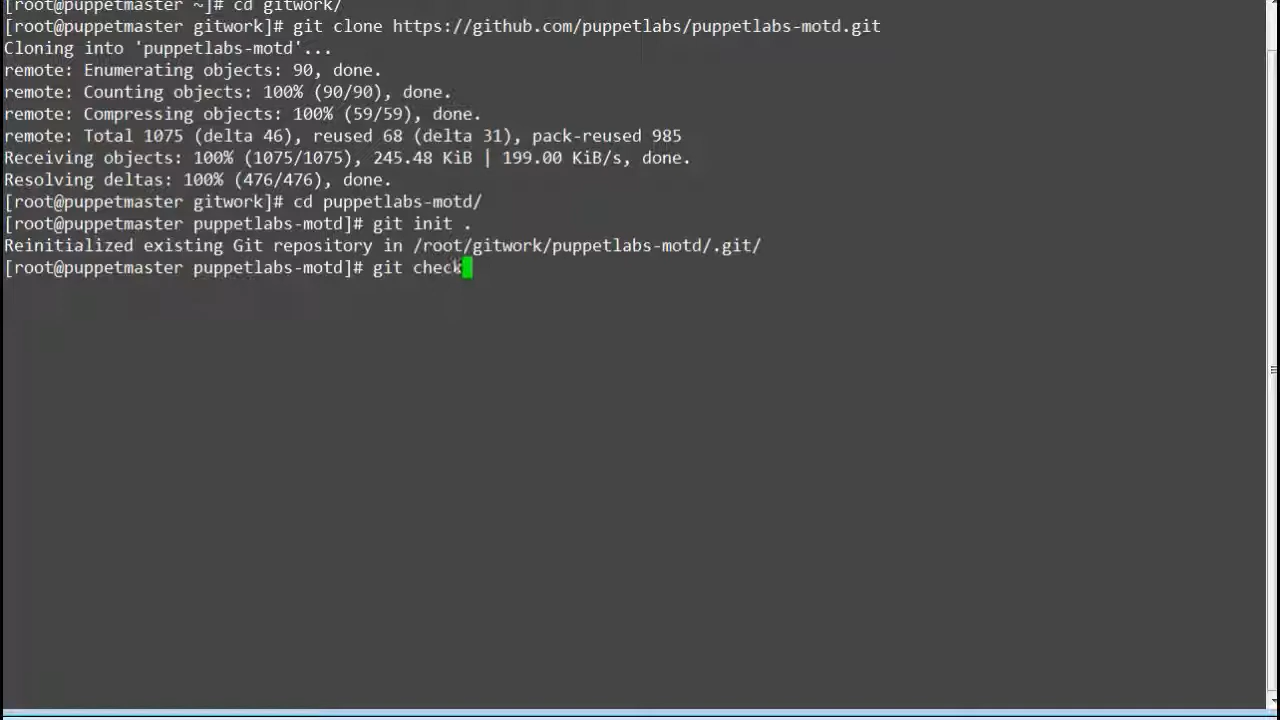 [root@puppetmaster ~]# cd gitwork/
[root@puppetmaster gitwork]# git clone https://github.com/puppetlabs/puppetlabs-motd.git
Cloning into 'puppetlabs-motd'...
remote: Enumerating objects: 90, done.
remote: Counting objects: 100% (90/90), done.
remote: Compressing objects: 100% (59/59), done.
remote: Total 1075 (delta 46), reused 68 (delta 31), pack-reused 985
Receiving objects: 100% (1075/1075), 245.48 KiB | 199.00 KiB/s, done.
Resolving deltas: 100% (476/476), done.
[root@puppetmaster gitwork]# cd puppetlabs-motd/
[root@puppetmaster puppetlabs-motd]# git init .
Reinitialized existing Git repository in /root/gitwork/puppetlabs-motd/.git/
[root@puppetmaster puppetlabs-motd]# git check